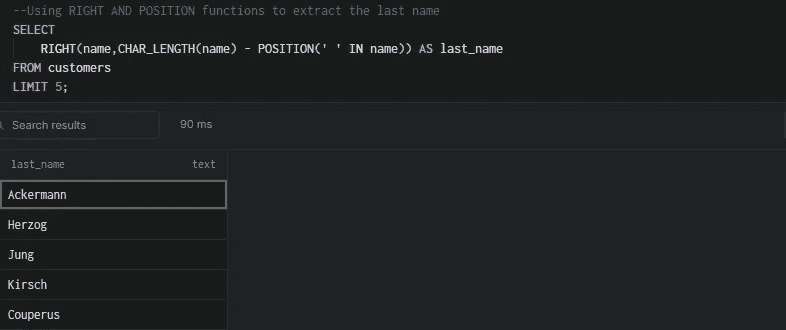 --Using RIGHT AND POSITION functions to extract the last name
SELECT
RIGHT(name,CHAR_LENGTH(name) - POSITION(' ' IN name)) AS last_name
FROM customers
LIMIT 5;
Search results 90 ms
last_name text
Ackermann
Herzog
Jung
Kirsch
Couperus